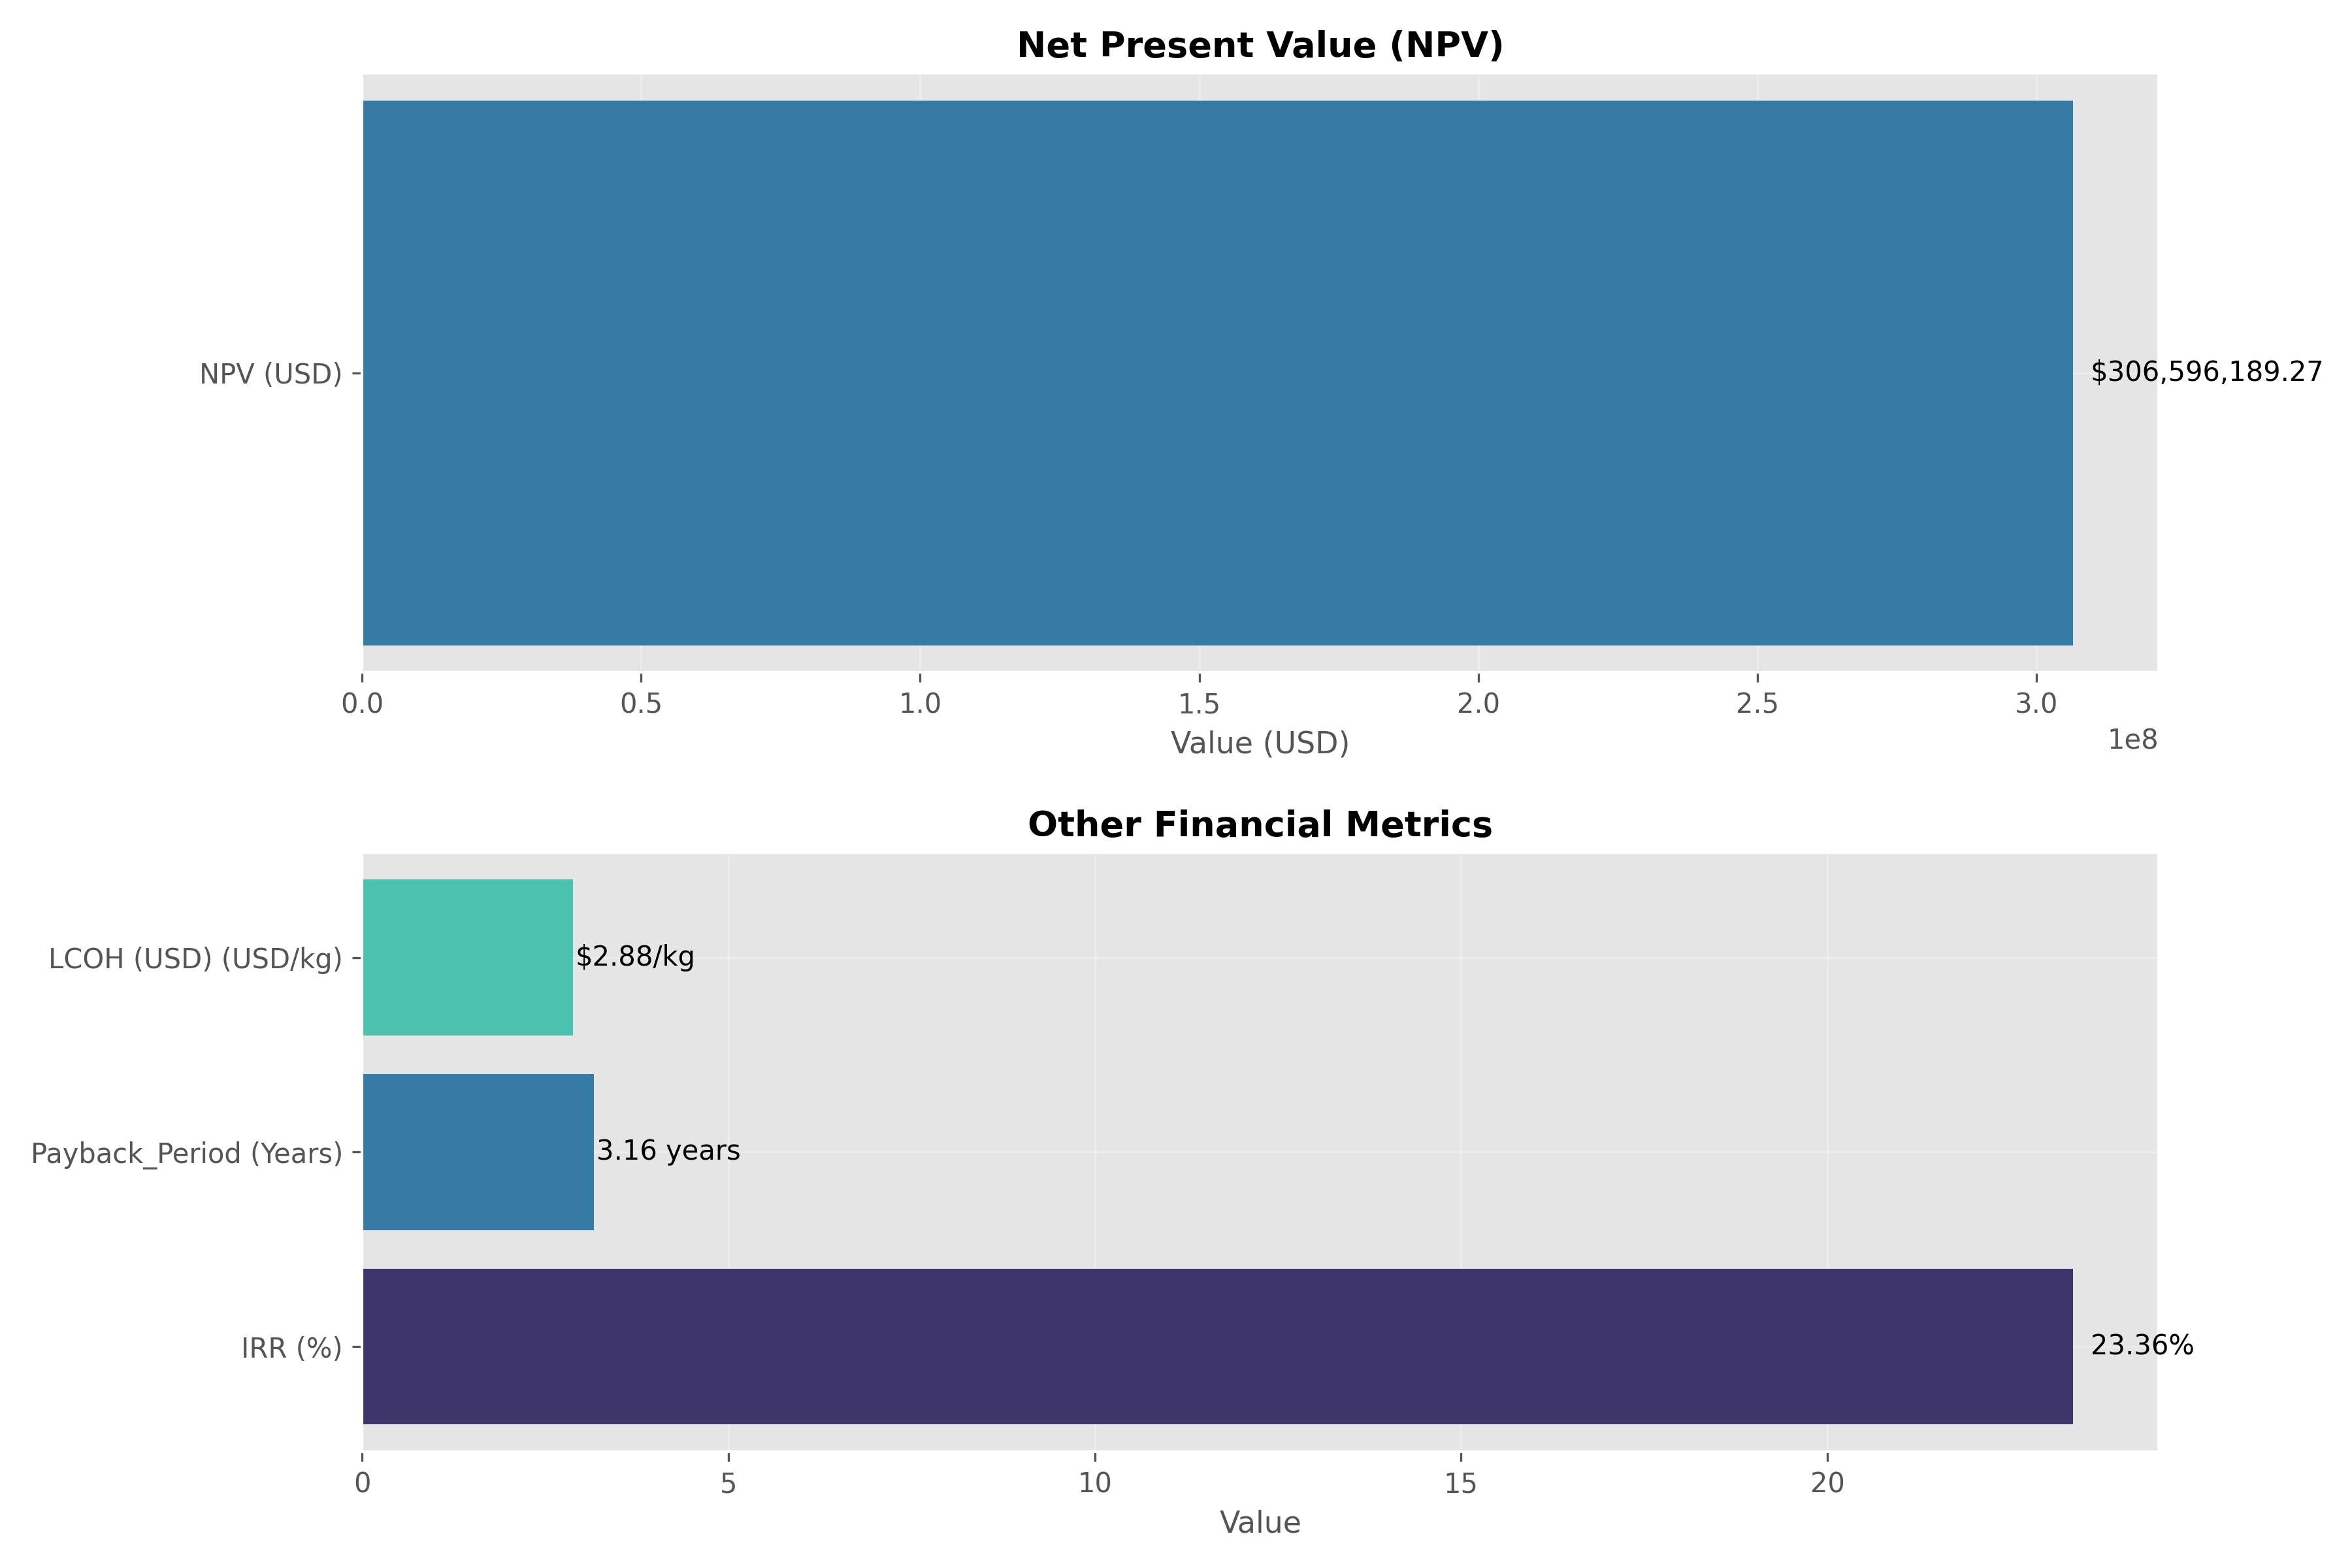 Net Present Value (NPV)
NPV (USD)
$306,596,189.27
0.0 0.5 1.0 1.5 2.0 2.5 3.0
Value (USD)
1e8
Other Financial Metrics
LCOH (USD) (USD/kg)
$2.88/kg
Payback_Period (Years)
3.16 years
IRR (%)
23.36%
0 5 10 15 20
Value